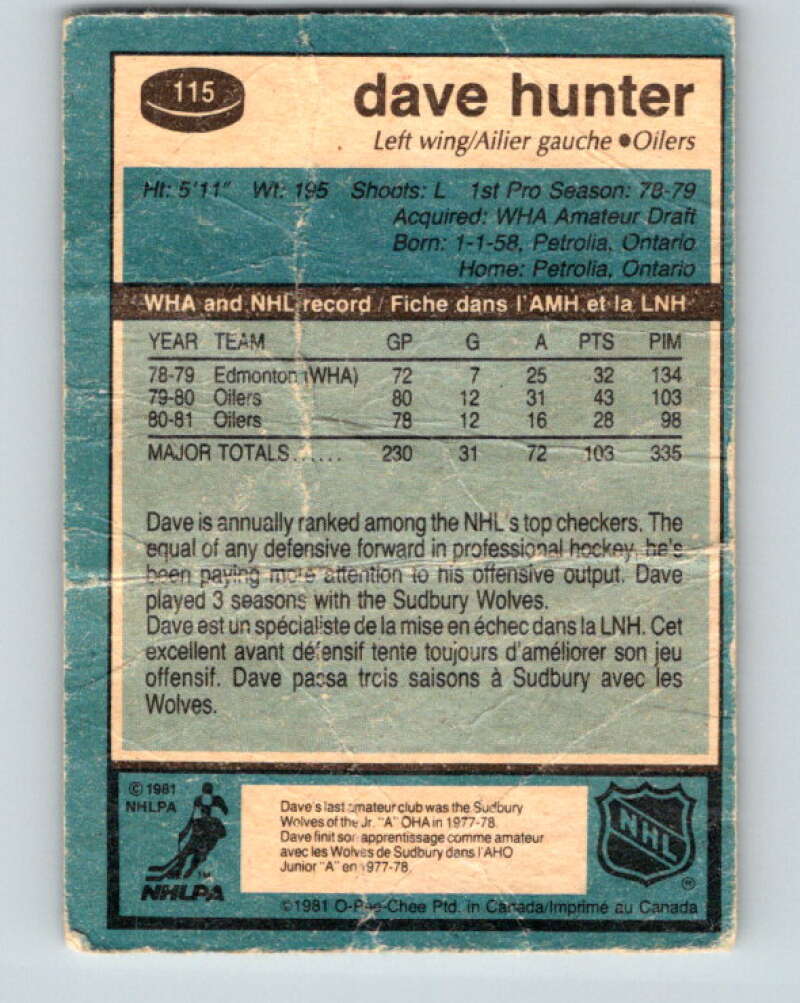 115
dave hunter
Left wing/Ailier gauche ●Oilers
Ht: 5'11" Wt: 195 Shoots: L 1st Pro Season: 78-79
Acquired: WHA Amateur Draft
Born: 1-1-58, Petrolia, Ontario
Home: Petrolia, Ontario
WHA and NHL record / Fiche dans l'AMH et la LNH
YEAR TEAM GP G A PTS PIM
78-79 Edmonton (WHA) 72 7 25 32 134
79-80 Oilers 80 12 31 43 103
80-81 Oilers 78 12 16 28 98
MAJOR TOTALS...... 230 31 72 103 335
Dave is annually ranked among the NHL's top checkers. The
equal of any defensive forward in professional hockey, he's
been paying more attention to his offensive output. Dave
played 3 seasons with the Sudbury Wolves.
Dave est un spécialiste de la mise en échec dans la LNH. Cet
excellent avant défensif tente toujours d'améliorer son jeu
offensif. Dave passa trois saisons à Sudbury avec les
Wolves.
© 1981
NHLPA
TM
NHLPA
Dave's last amateur club was the Sudbury
Wolves of the Jr. "A" OHA in 1977-78.
Dave finit son apprentissage comme amateur
avec les Wolves de Sudbury dans l'AHO
Junior "A" en 1977-78.
NHL
®
©1981 O-Pee-Chee Ptd. in Canada/Imprimé au Canada